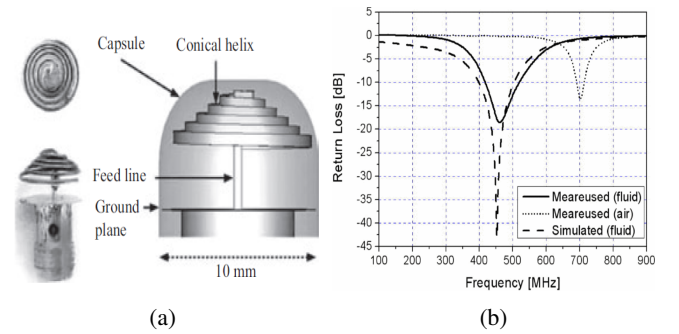 Capsule
Conical helix
Feed line
Ground
plane
10 mm
(a)
5
0
-5
-10
-15
-20
-25
-30
-35
-40
-45
Return Loss [dB]
Meareused (fluid)
Meareused (air)
Simulated (fluid)
100 200 300 400 500 600 700 800 900
Frequency [MHz]
(b)